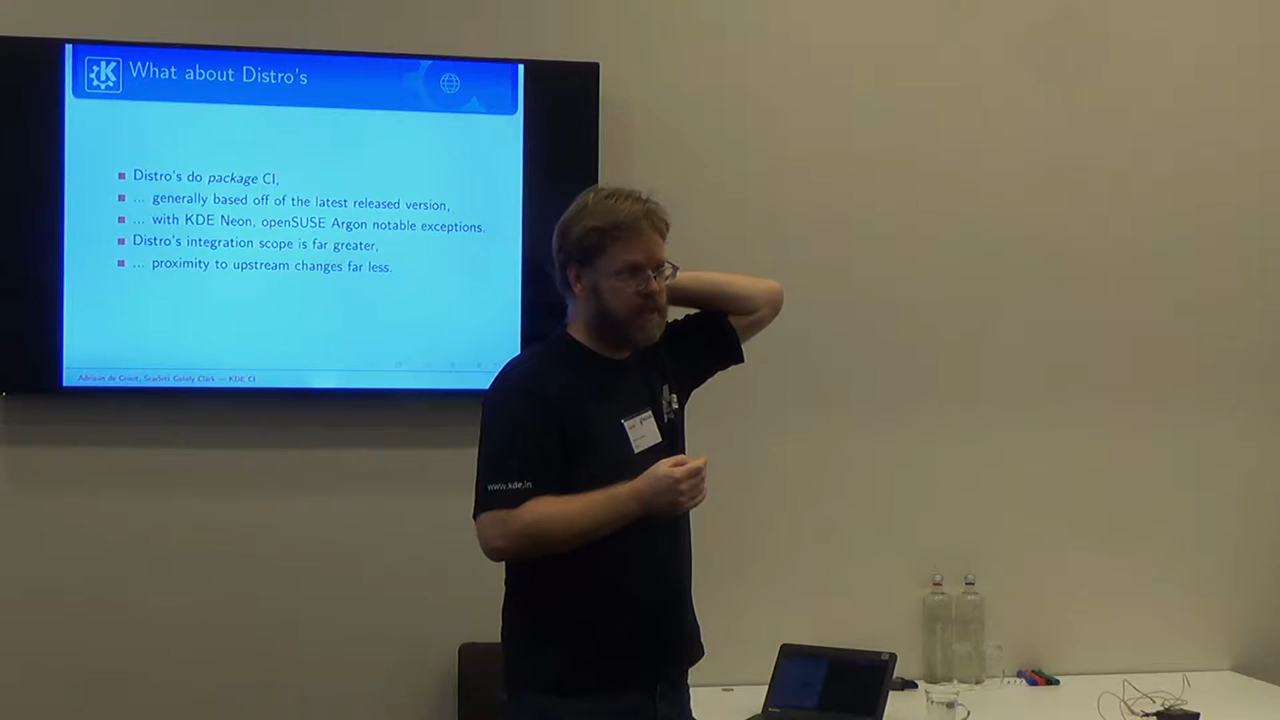 What about Distro's
Distro's do package CI,
... generally based off of the latest released version,
... with KDE Neon, openSUSE Argon notable exceptions.
Distro's integration scope is far greater,
... proximity to upstream changes far less.
Adriaan de Groot, Scarlett Gately Clark — KDE CI
www.kde.in